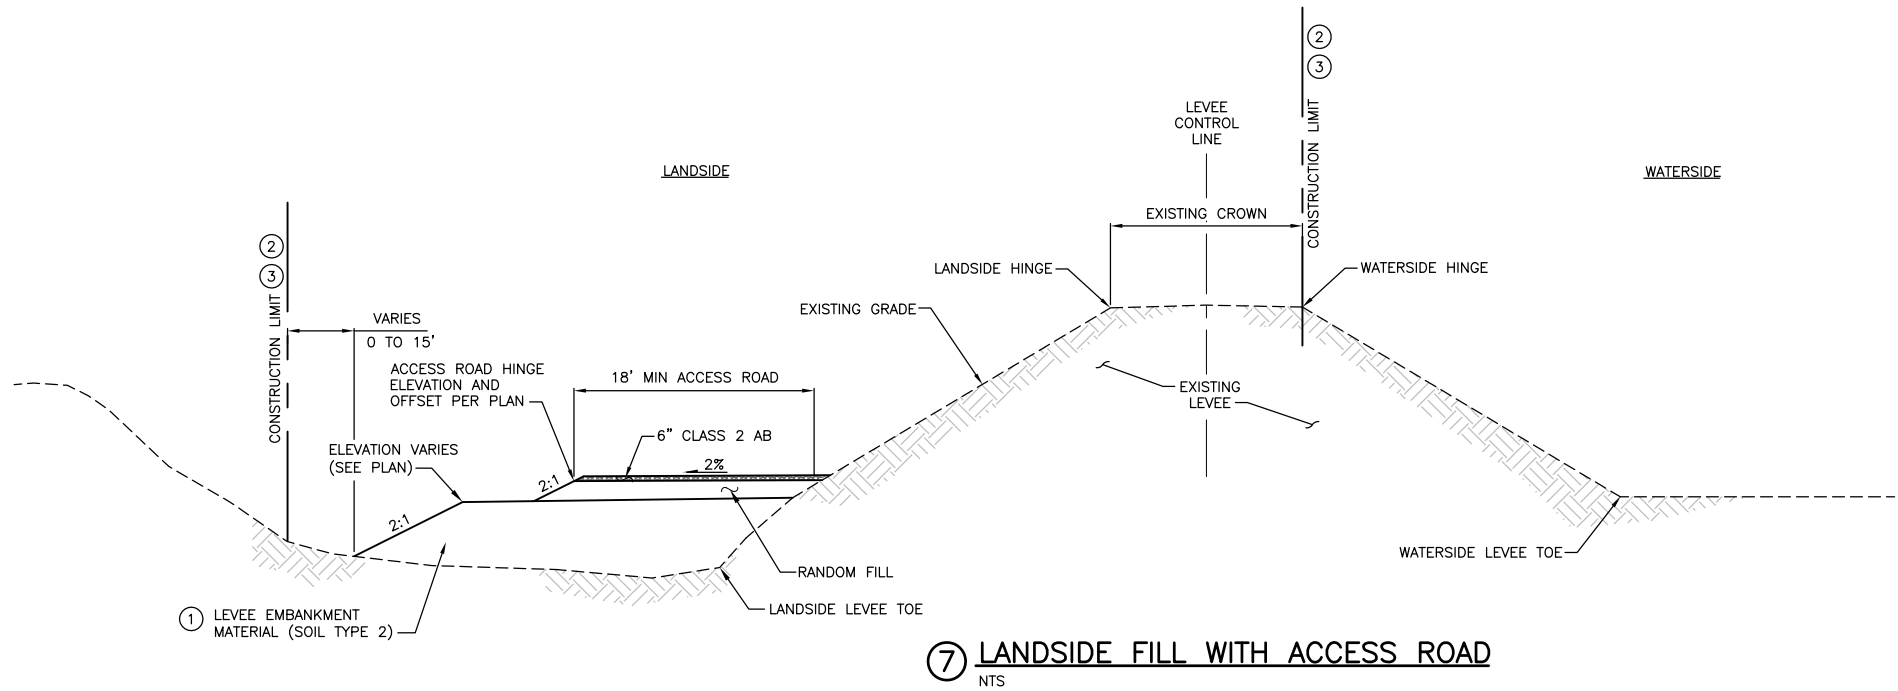 2
3
CONSTRUCTION LIMIT
LEVEE
CONTROL
LINE
LANDSIDE
WATERSIDE
EXISTING CROWN
2
3
CONSTRUCTION LIMIT
LANDSIDE HINGE
WATERSIDE HINGE
EXISTING GRADE
VARIES
0 TO 15'
ACCESS ROAD HINGE
ELEVATION AND
OFFSET PER PLAN
18' MIN ACCESS ROAD
EXISTING
LEVEE
6" CLASS 2 AB
ELEVATION VARIES
(SEE PLAN)
2%
2:1
2:1
WATERSIDE LEVEE TOE
RANDOM FILL
LANDSIDE LEVEE TOE
1 LEVEE EMBANKMENT
MATERIAL (SOIL TYPE 2)
7 LANDSIDE FILL WITH ACCESS ROAD
NTS